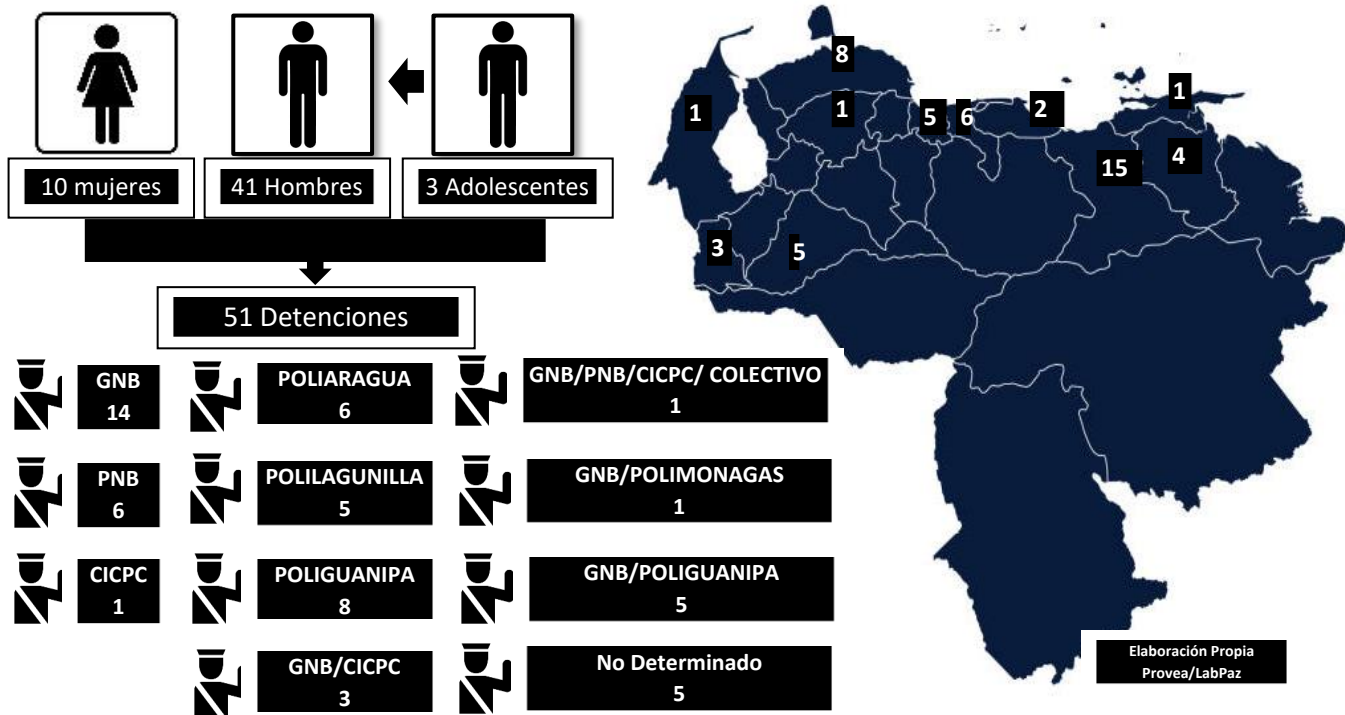 10 mujeres
41 Hombres
3 Adolescentes
51 Detenciones
GNB
14
POLIARAGUA
6
GNB/PNB/CICPC/ COLECTIVO
1
PNB
6
POLILAGUNILLA
5
GNB/POLIMONAGAS
1
CICPC
1
POLIGUANIPA
8
GNB/POLIGUANIPA
5
GNB/CICPC
3
No Determinado
5
8
1
1
5
6
2
1
15
4
3
5
Elaboración Propia
Provea/LabPaz